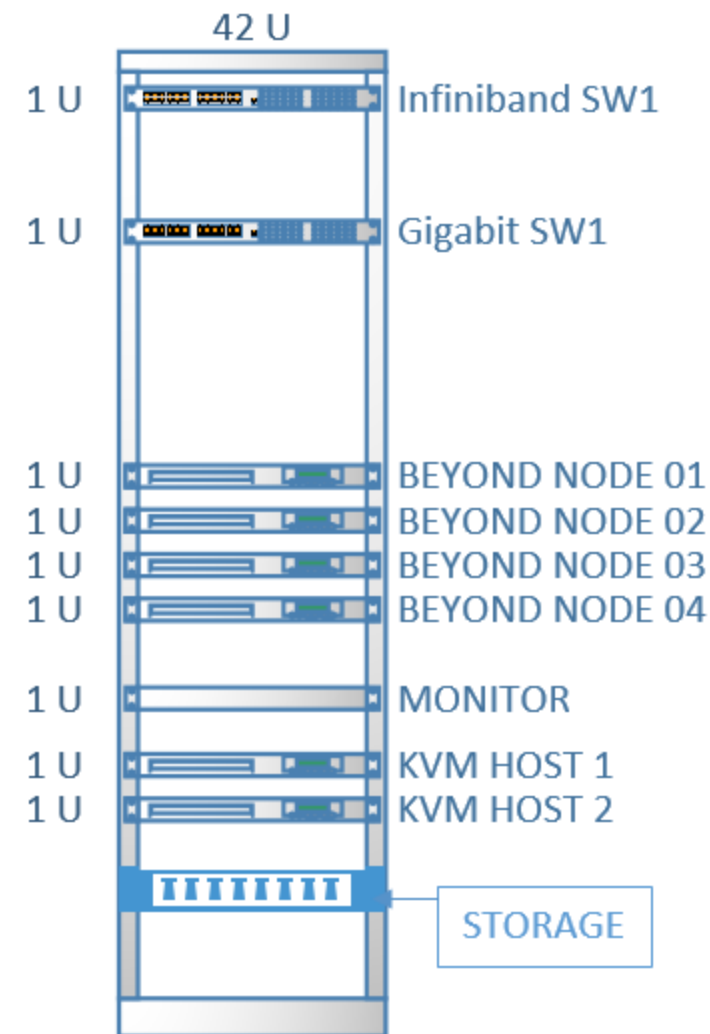 42 U
1 U Infiniband SW1
1 U Gigabit SW1
1 U BEYOND NODE 01
1 U BEYOND NODE 02
1 U BEYOND NODE 03
1 U BEYOND NODE 04
1 U MONITOR
1 U KVM HOST 1
1 U KVM HOST 2
STORAGE